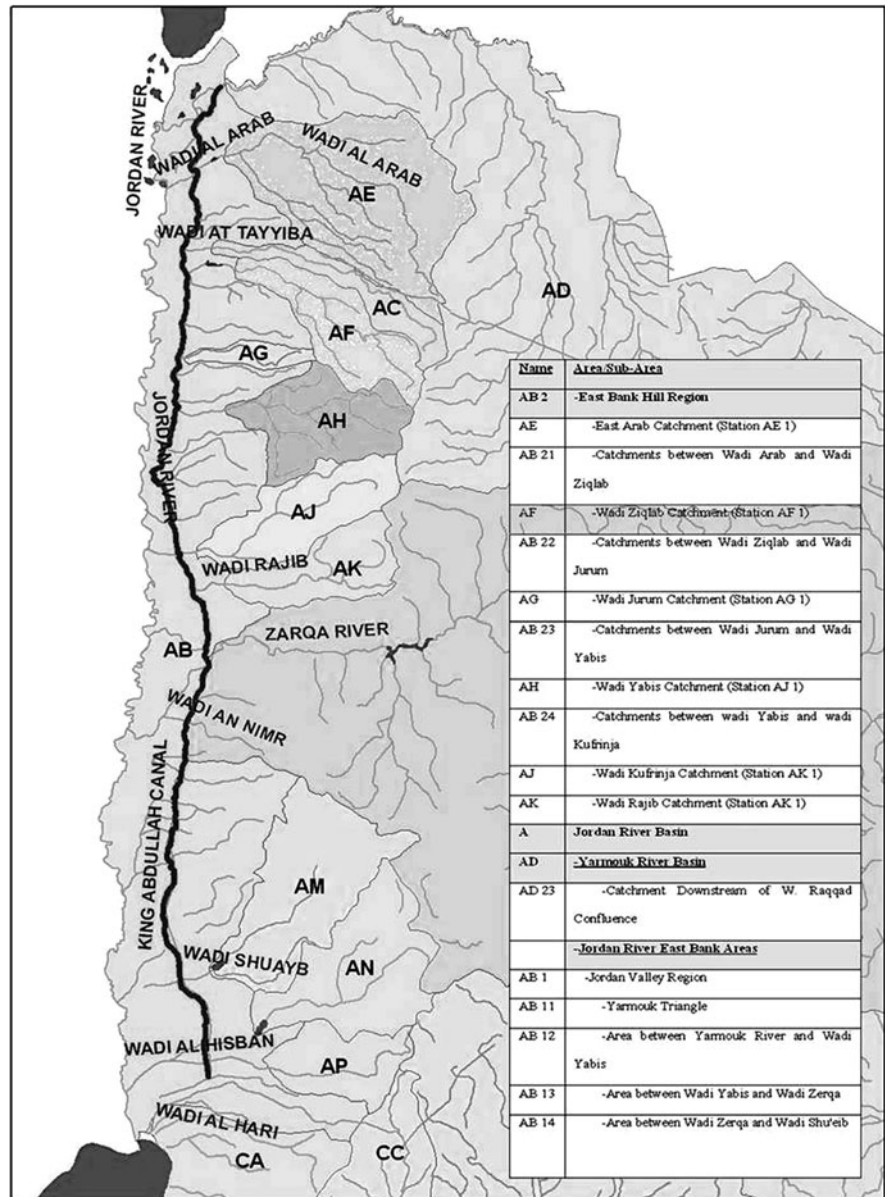 JORDAN RIVER
WADI AL ARAB
WADI AL ARAB
AE
WADI AT TAYYIBA
AD
AC
AF
AG
AH
JORDAN RIVER
AJ
WADI RAJIB
AK
ZARQA RIVER
AB
WADI AN NIMR
KING ABDULLAH CANAL
AM
WADI SHUAYB
AN
WADI AL HISBAN
AP
WADI AL HARI
CA
CC
Name Area/Sub-Area
AB 2 -East Bank Hill Region
AE -East Arab Catchment (Station AE 1)
AB 21 -Catchments between Wadi Arab and Wadi
Ziqlab
AF -Wadi Ziqlab Catchment (Station AF 1)
AB 22 -Catchments between Wadi Ziqlab and Wadi
Jurum
AG -Wadi Jurum Catchment (Station AG 1)
AB 23 -Catchments between Wadi Jurum and Wadi
Yabis
AH -Wadi Yabis Catchment (Station AJ 1)
AB 24 -Catchments between wadi Yabis and wadi
Kufrinja
AJ -Wadi Kufrinja Catchment (Station AK 1)
AK -Wadi Rajib Catchment (Station AK 1)
A Jordan River Basin
AD -Yarmouk River Basin
AD 23 -Catchment Downstream of W. Raqqad
Confluence
-Jordan River East Bank Areas
AB 1 -Jordan Valley Region
AB 11 -Yarmouk Triangle
AB 12 -Area between Yarmouk River and Wadi
Yabis
AB 13 -Area between Wadi Yabis and Wadi Zerqa
AB 14 -Area between Wadi Zerqa and Wadi Shu'eib